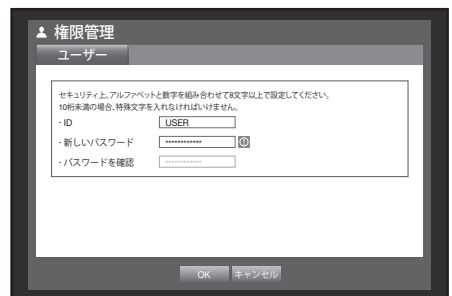 権限管理
ユーザー
セキュリティ上、アルファベットと数字を組み合わせて8文字以上で設定してください。
10桁未満の場合、特殊文字を入れなければいけません。
・ID USER
・新しいパスワード ************
・パスワードを確認 ************
OK キャンセル